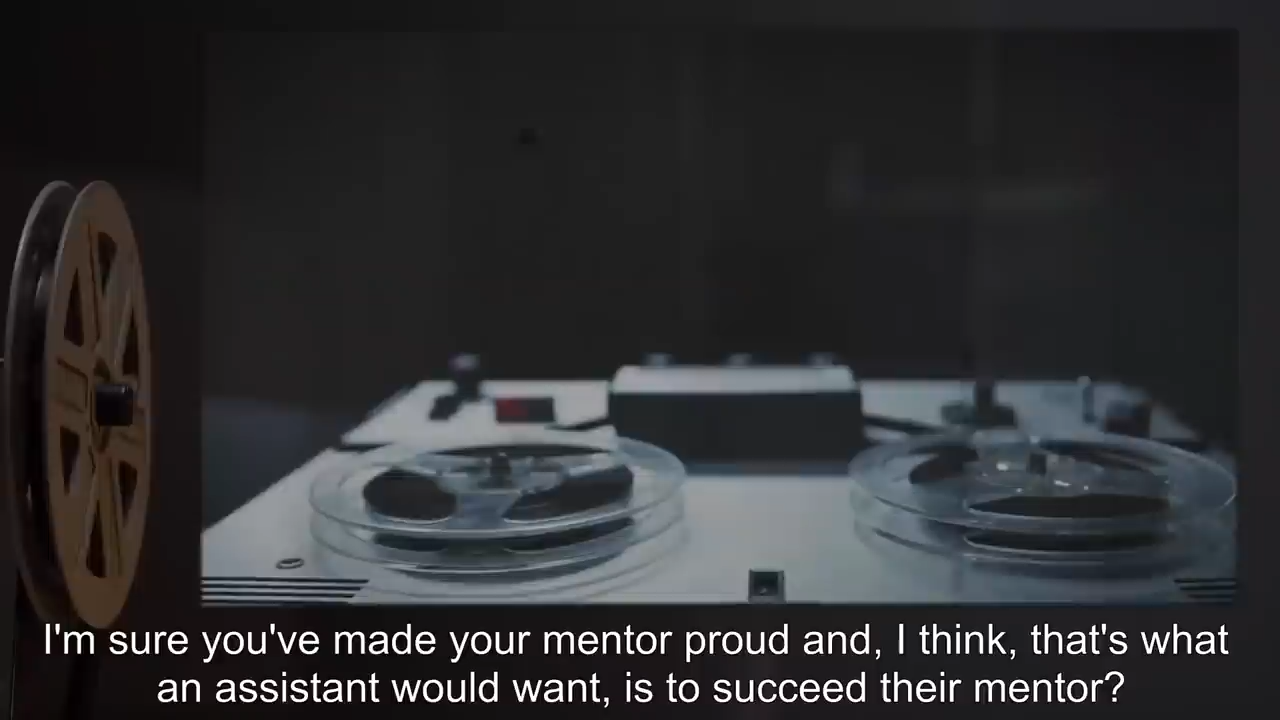 I'm sure you've made your mentor proud and, I think, that's what
an assistant would want, is to succeed their mentor?